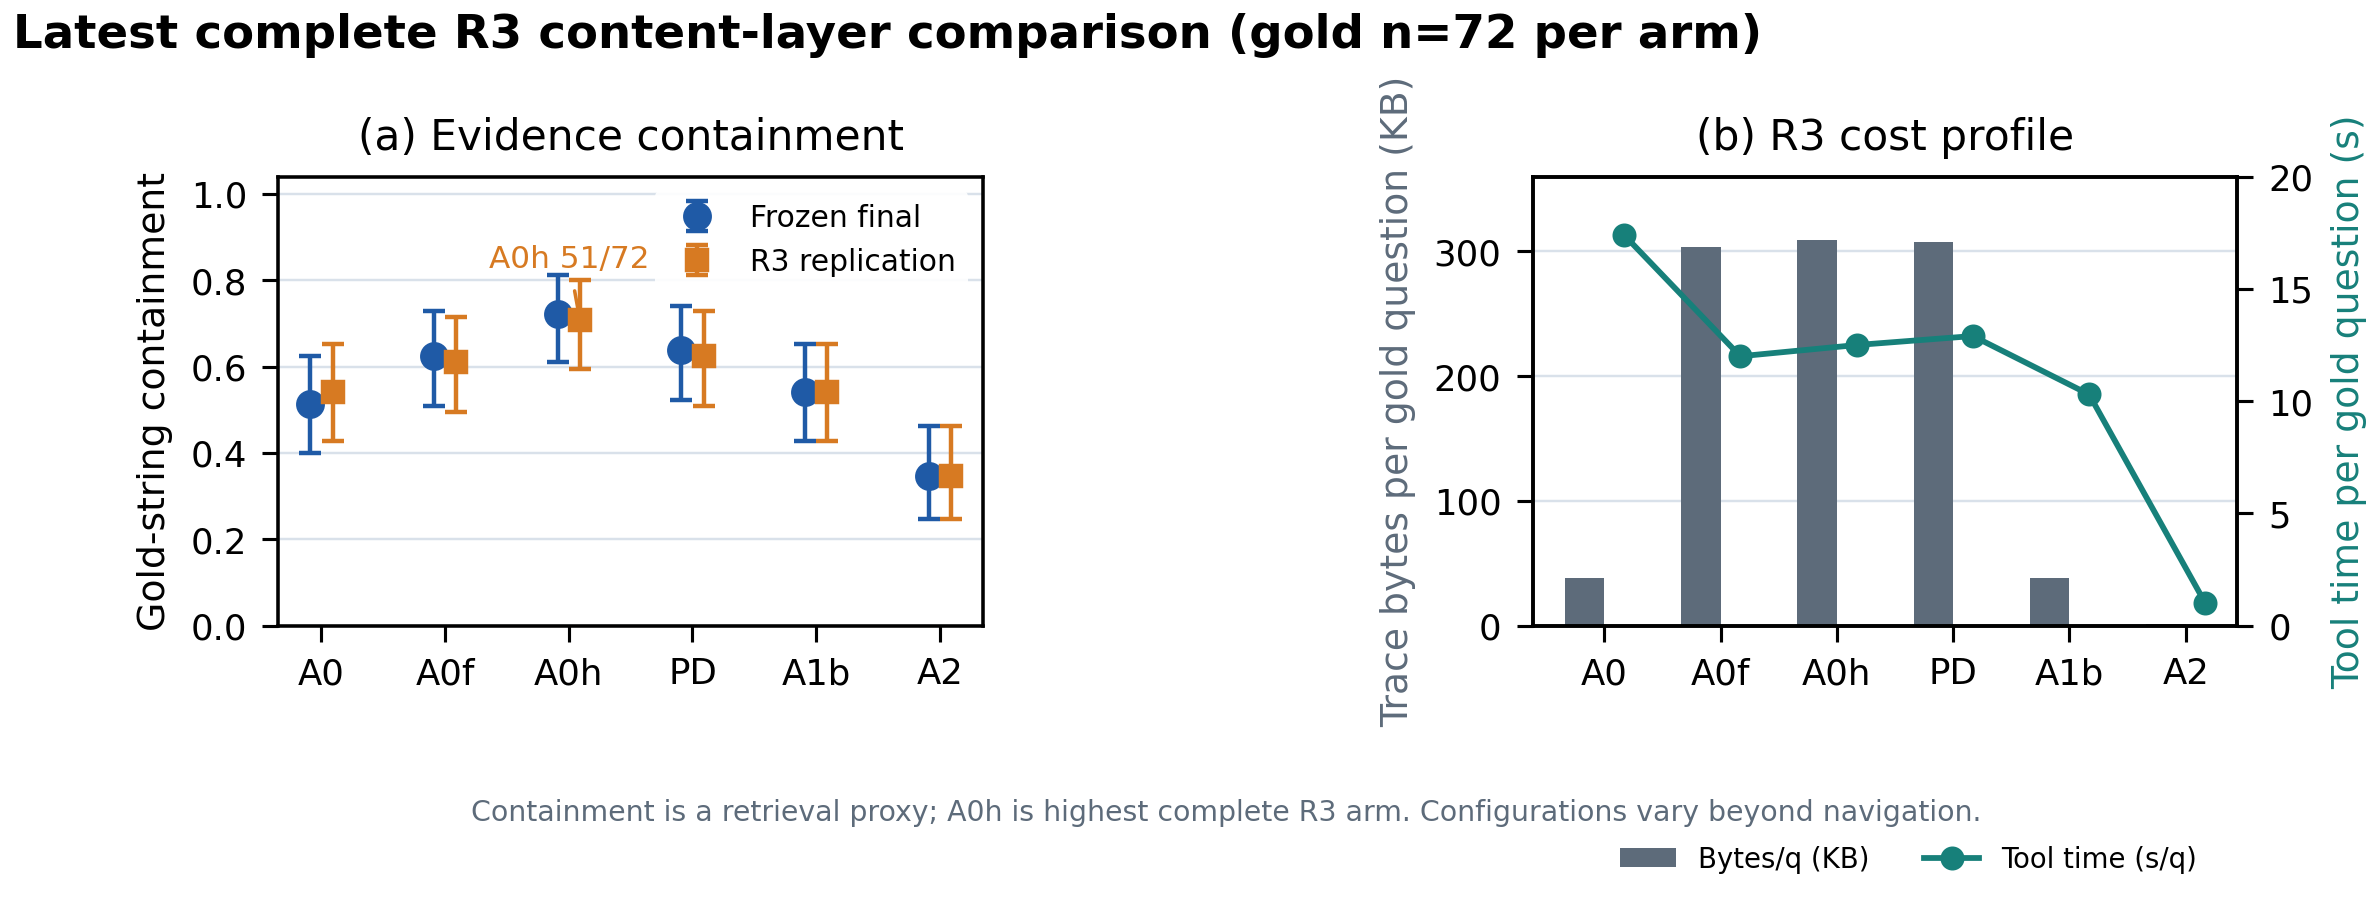 Latest complete R3 content-layer comparison (gold n=72 per arm)
(a) Evidence containment
Gold-string containment
1.0
0.8
0.6
0.4
0.2
0.0
Frozen final
R3 replication
A0h 51/72
A0 A0f A0h PD A1b A2
(b) R3 cost profile
Trace bytes per gold question (KB)
300
200
100
0
20
15
10
5
0
Tool time per gold question (s)
A0 A0f A0h PD A1b A2
Containment is a retrieval proxy; A0h is highest complete R3 arm. Configurations vary beyond navigation.
Bytes/q (KB) Tool time (s/q)